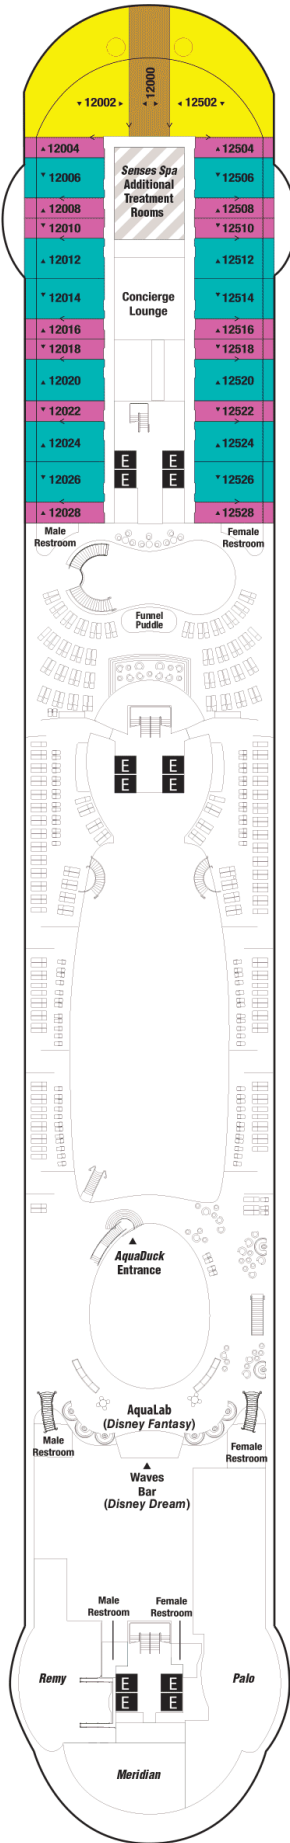 12000
12002
12502
12004
Senses Spa
Additional
Treatment
Rooms
12504
12006
12506
12008
12508
12010
12510
12012
12512
12014
Concierge
Lounge
12514
12016
12516
12018
12518
12020
12520
12022
12522
12024
12524
E E
12026
E E
12526
12028
12528
Male
Restroom
Female
Restroom
Funnel
Puddle
E E
E E
AquaDuck
Entrance
AquaLab
(Disney Fantasy)
Male
Restroom
Female
Restroom
Waves
Bar
(Disney Dream)
Male
Restroom
Female
Restroom
Remy
E E
E E
Palo
Meridian